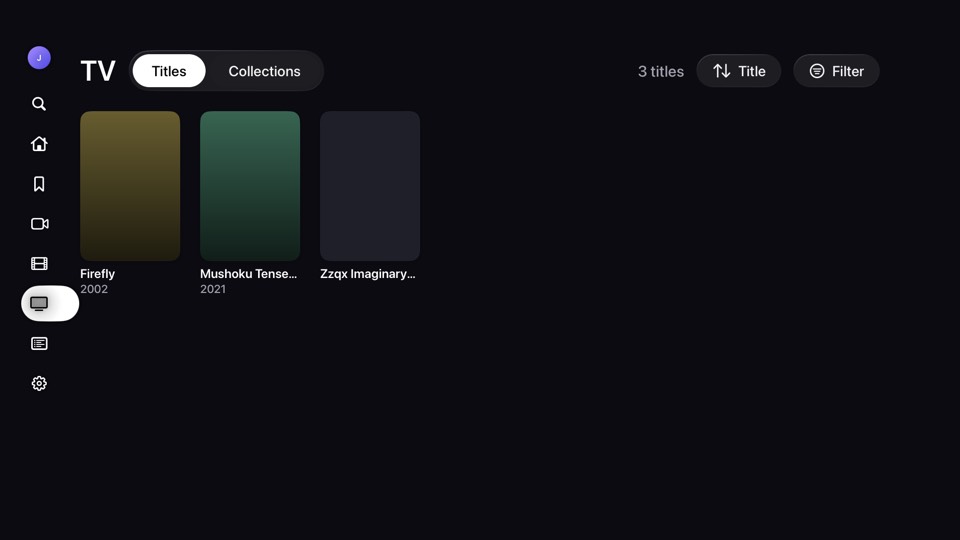 J
TV
Titles
Collections
3 titles
Title
Filter
Firefly
2002
Mushoku Tense...
2021
Zzqx Imaginary...